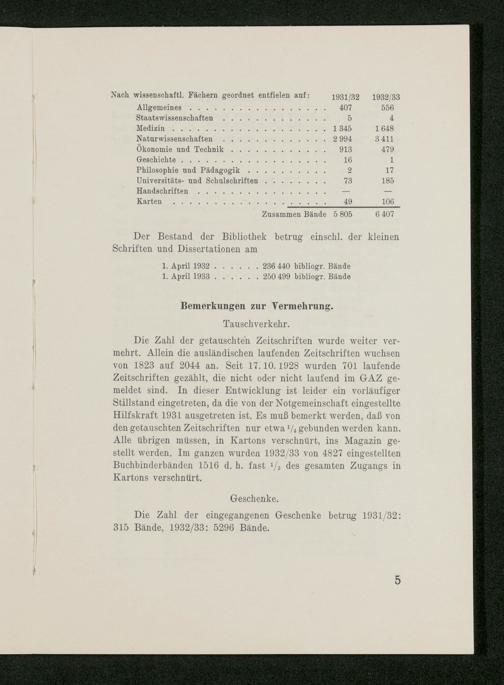 Nach wissenschaftl. Fächern geordnet entfielen auf: 1931/32 1932/33
Allgemeines . . . . . . . . . . . . . . . . . 407 556
Staatswissenschaften . . . . . . . . . . . . . 5 4
Medizin . . . . . . . . . . . . . . . . . . . 1 345 1 648
Naturwissenschaften . . . . . . . . . . . . . 2 994 3 411
Ökonomie und Technik . . . . . . . . . . . . 913 479
Geschichte . . . . . . . . . . . . . . . . . . 16 1
Philosophie und Pädagogik . . . . . . . . . . 2 17
Universitäts- und Schulschriften . . . . . . . . 73 185
Handschriften . . . . . . . . . . . . . . . . — —
Karten . . . . . . . . . . . . . . . . . . . 49 106
Zusammen Bände 5 805 6 407
Der Bestand der Bibliothek betrug einschl. der kleinen
Schriften und Dissertationen am
1. April 1932 . . . . . . 236 440 bibliogr. Bände
1. April 1933 . . . . . . 250 499 bibliogr. Bände
Bemerkungen zur Vermehrung.
Tauschverkehr.
Die Zahl der getauschten Zeitschriften wurde weiter ver-
mehrt. Allein die ausländischen laufenden Zeitschriften wuchsen
von 1823 auf 2044 an. Seit 17. 10. 1928 wurden 701 laufende
Zeitschriften gezählt, die nicht oder nicht laufend im GAZ ge-
meldet sind. In dieser Entwicklung ist leider ein vorläufiger
Stillstand eingetreten, da die von der Notgemeinschaft eingestellte
Hilfskraft 1931 ausgetreten ist. Es muß bemerkt werden, daß von
den getauschten Zeitschriften nur etwa ¹/₄ gebunden werden kann.
Alle übrigen müssen, in Kartons verschnürt, ins Magazin ge-
stellt werden. Im ganzen wurden 1932/33 von 4827 eingestellten
Buchbinderbänden 1516 d. h. fast ¹/₃ des gesamten Zugangs in
Kartons verschnürt.
Geschenke.
Die Zahl der eingegangenen Geschenke betrug 1931/32:
315 Bände, 1932/33: 5296 Bände.
5